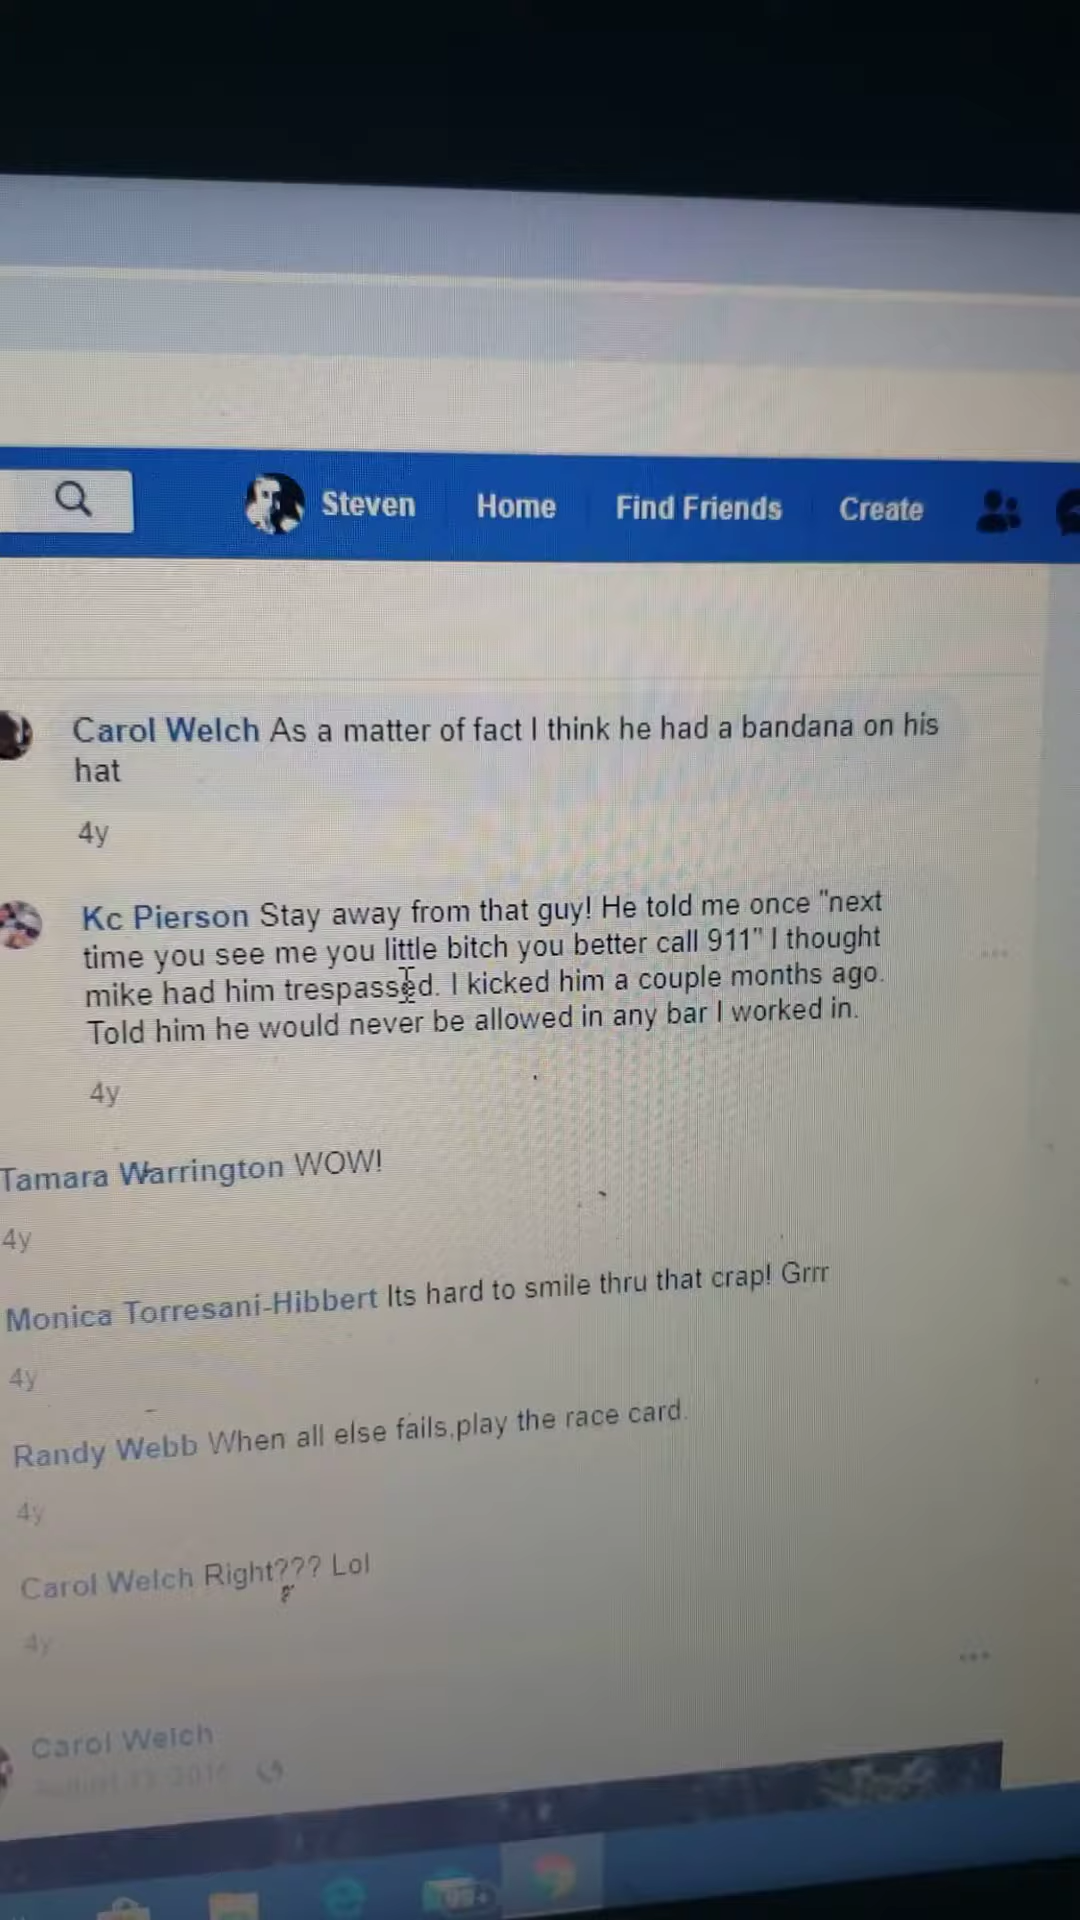 Steven Home Find Friends Create
Carol Welch As a matter of fact I think he had a bandana on his
hat
4y
Kc Pierson Stay away from that guy! He told me once "next
time you see me you little bitch you better call 911" I thought
mike had him trespassed. I kicked him a couple months ago.
Told him he would never be allowed in any bar I worked in.
4y
Tamara Warrington WOW!
4y
Monica Torresani-Hibbert Its hard to smile thru that crap! Grrr
4y
Randy Webb When all else fails,play the race card.
4y
Carol Welch Right??? Lol
4y
Carol Welch